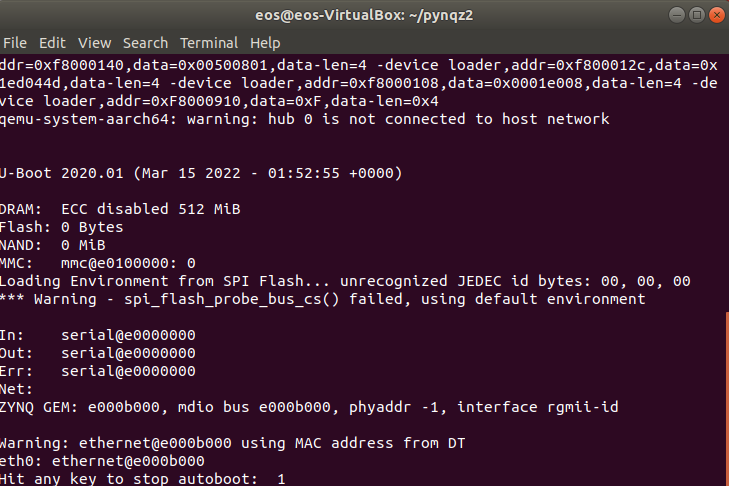 eos@eos-VirtualBox: ~/pynqz2
File Edit View Search Terminal Help
ddr=0xf8000140,data=0x00500801,data-len=4 -device loader,addr=0xf800012c,data=0x
1ed044d,data-len=4 -device loader,addr=0xf8000108,data=0x0001e008,data-len=4 -de
vice loader,addr=0xF8000910,data=0xF,data-len=0x4
qemu-system-aarch64: warning: hub 0 is not connected to host network
U-Boot 2020.01 (Mar 15 2022 - 01:52:55 +0000)
DRAM:  ECC disabled 512 MiB
Flash: 0 Bytes
NAND:  0 MiB
MMC:   mmc@e0100000: 0
Loading Environment from SPI Flash... unrecognized JEDEC id bytes: 00, 00, 00
*** Warning - spi_flash_probe_bus_cs() failed, using default environment
In:    serial@e0000000
Out:   serial@e0000000
Err:   serial@e0000000
Net:
ZYNQ GEM: e000b000, mdio bus e000b000, phyaddr -1, interface rgmii-id
Warning: ethernet@e000b000 using MAC address from DT
eth0: ethernet@e000b000
Hit any key to stop autoboot:  1